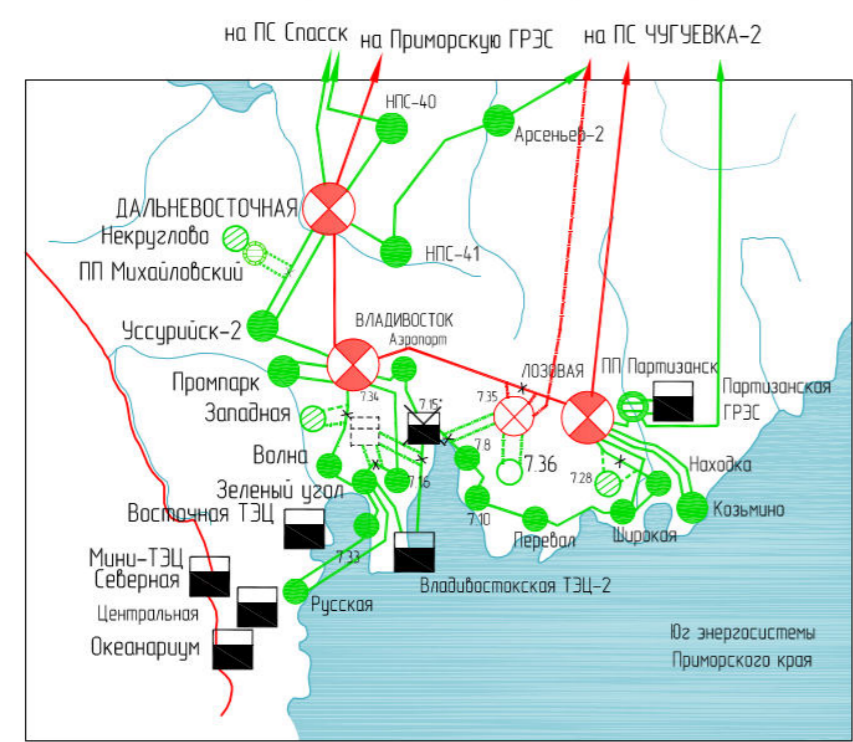 на ПС Спасск
на Приморскую ГРЭС
на ПС ЧУГУЕВКА-2
НПС-40
Арсеньев-2
ДАЛЬНЕВОСТОЧНАЯ
Некруглово
ПП Михайловский
НПС-41
Уссурийск-2
ВЛАДИВОСТОК
Аэропорт
Промпарк
ЛОЗОВАЯ
ПП Партизанск
Партизанская
ГРЭС
7.34
7.15*
7.35
Западная
Волна
7.8
7.36
7.28
Находка
Зеленый угол
7.16
Восточная ТЭЦ
7.10
Козьмино
Перевал
Широкая
7.33
Мини-ТЭЦ
Северная
Владивостокская ТЭЦ-2
Центральная
Русская
Океанариум
Юг энергосистемы
Приморского края